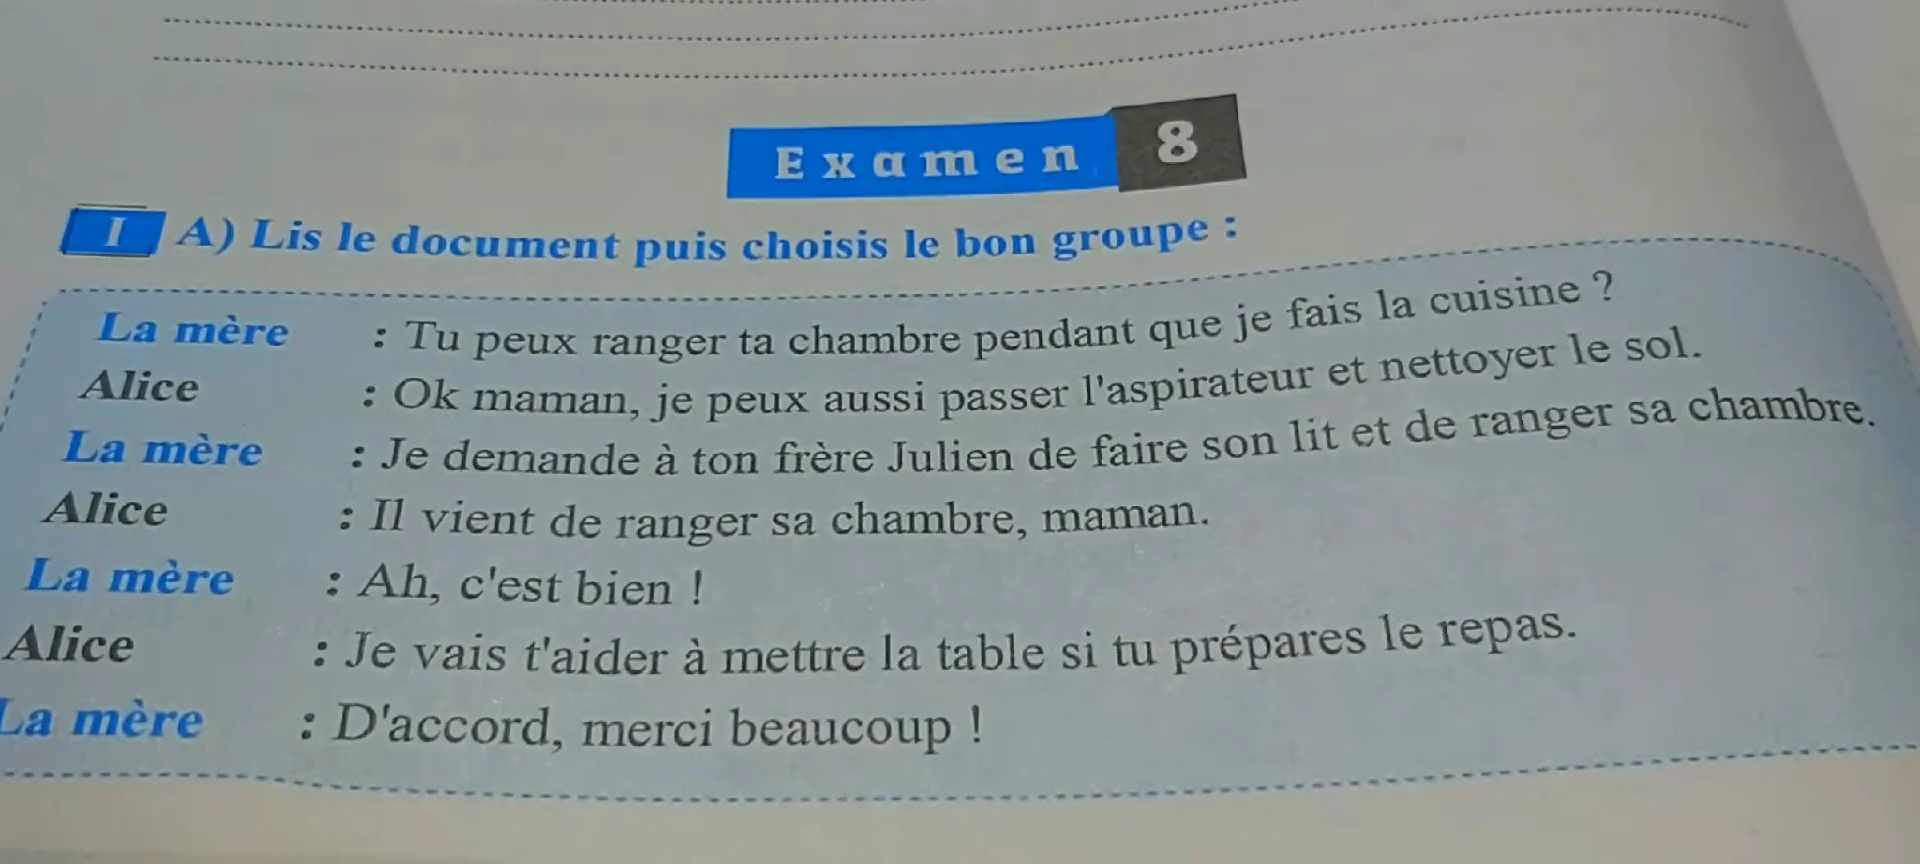 Examen 8
I A) Lis le document puis choisis le bon groupe :
La mère : Tu peux ranger ta chambre pendant que je fais la cuisine ?
Alice : Ok maman, je peux aussi passer l'aspirateur et nettoyer le sol.
La mère : Je demande à ton frère Julien de faire son lit et de ranger sa chambre.
Alice : Il vient de ranger sa chambre, maman.
La mère : Ah, c'est bien !
Alice : Je vais t'aider à mettre la table si tu prépares le repas.
La mère : D'accord, merci beaucoup !